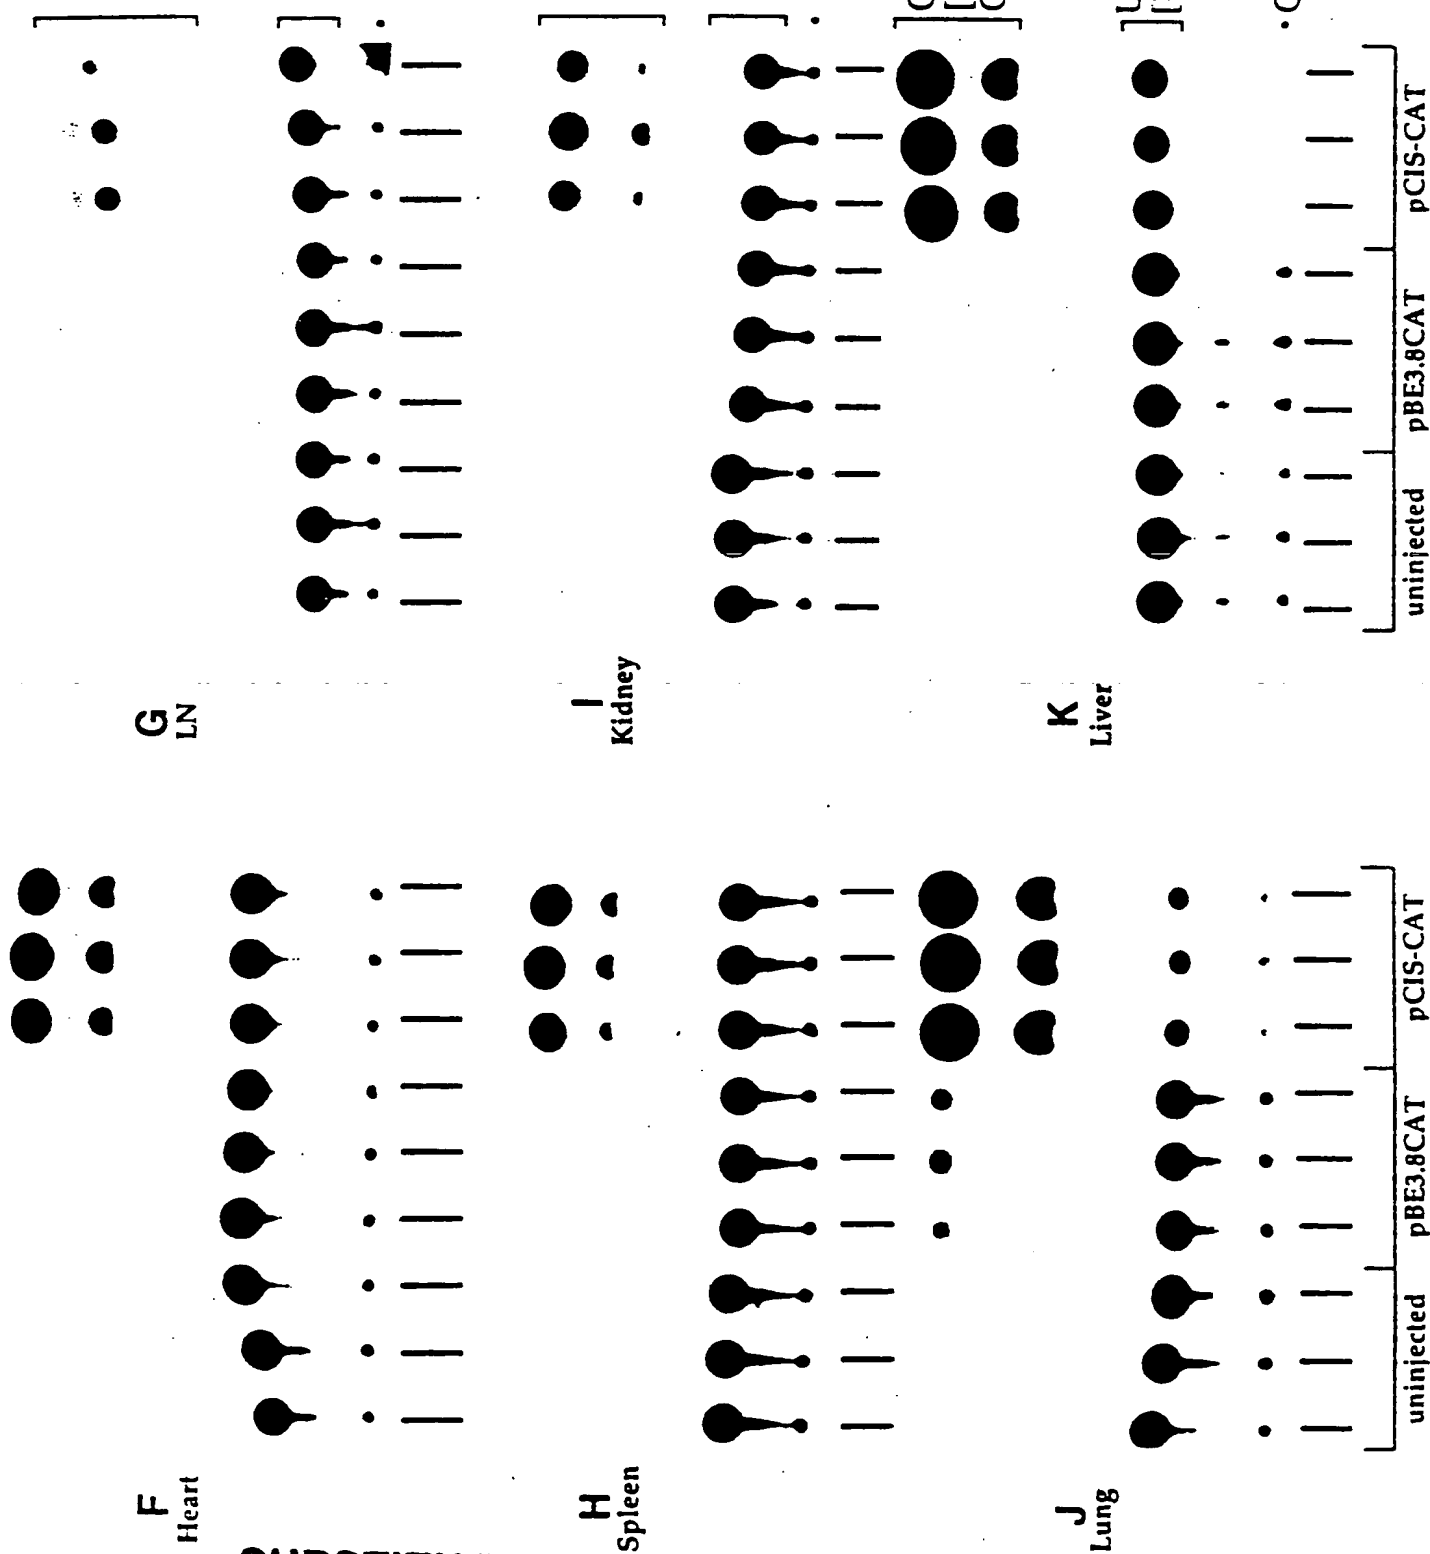 F
Heart
G
LN
H
Spleen
I
Kidney
J
Lung
K
Liver
uninjected
pBE3.8CAT
pCIS-CAT
uninjected
pBE3.8CAT
pCIS-CAT